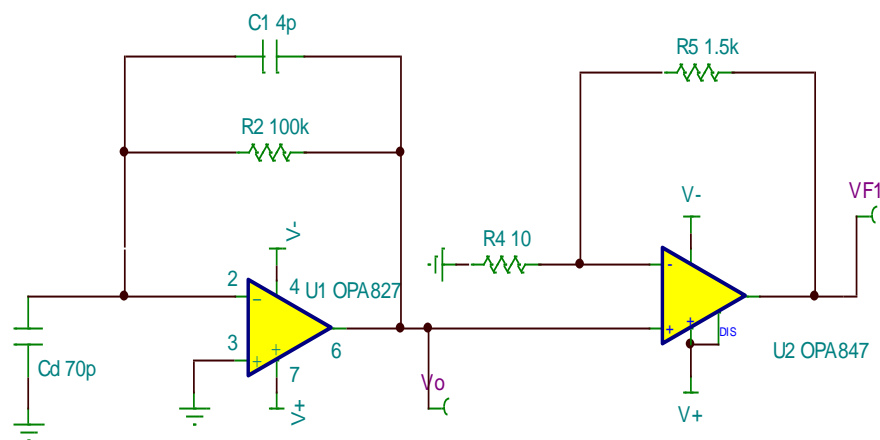 C1 4p
R5 1.5k
R2 100k
V-
VF1
V-
R4 10
2
4
U1 OPA827
-
3
6
+
+
-
+
+
DIS
U2 OPA847
Cd 70p
7
Vo
V+
V+